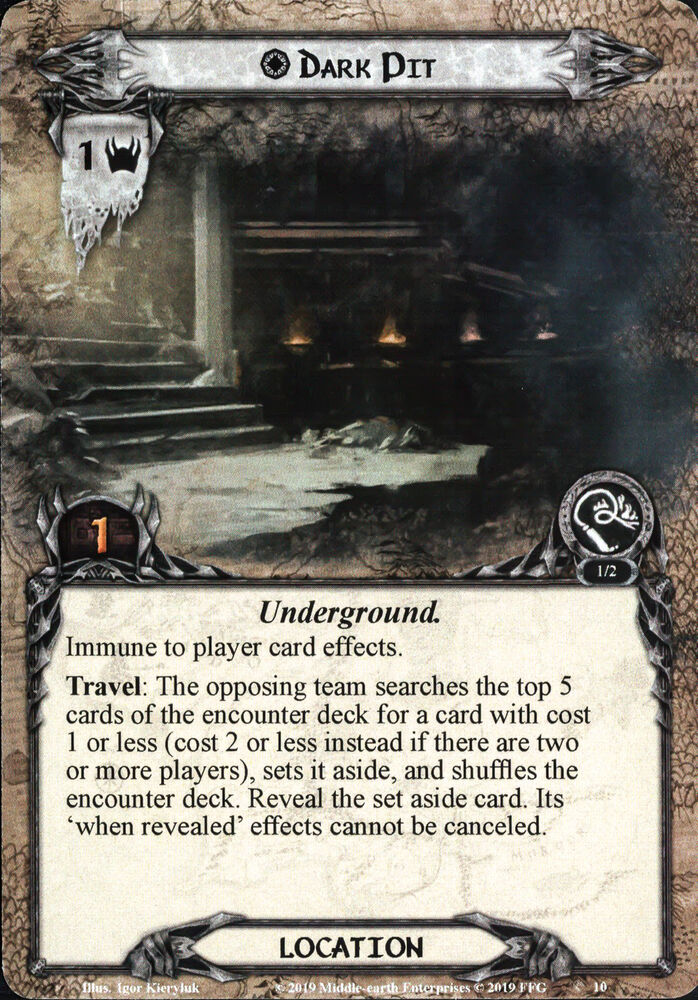 Dark Pit
1
1
1/2
Underground.
Immune to player card effects.
Travel: The opposing team searches the top 5
cards of the encounter deck for a card with cost
1 or less (cost 2 or less instead if there are two
or more players), sets it aside, and shuffles the
encounter deck. Reveal the set aside card. Its
‘when revealed’ effects cannot be canceled.
LOCATION
Illus. Igor Kieryluk © 2019 Middle-earth Enterprises © 2019 FFG 10